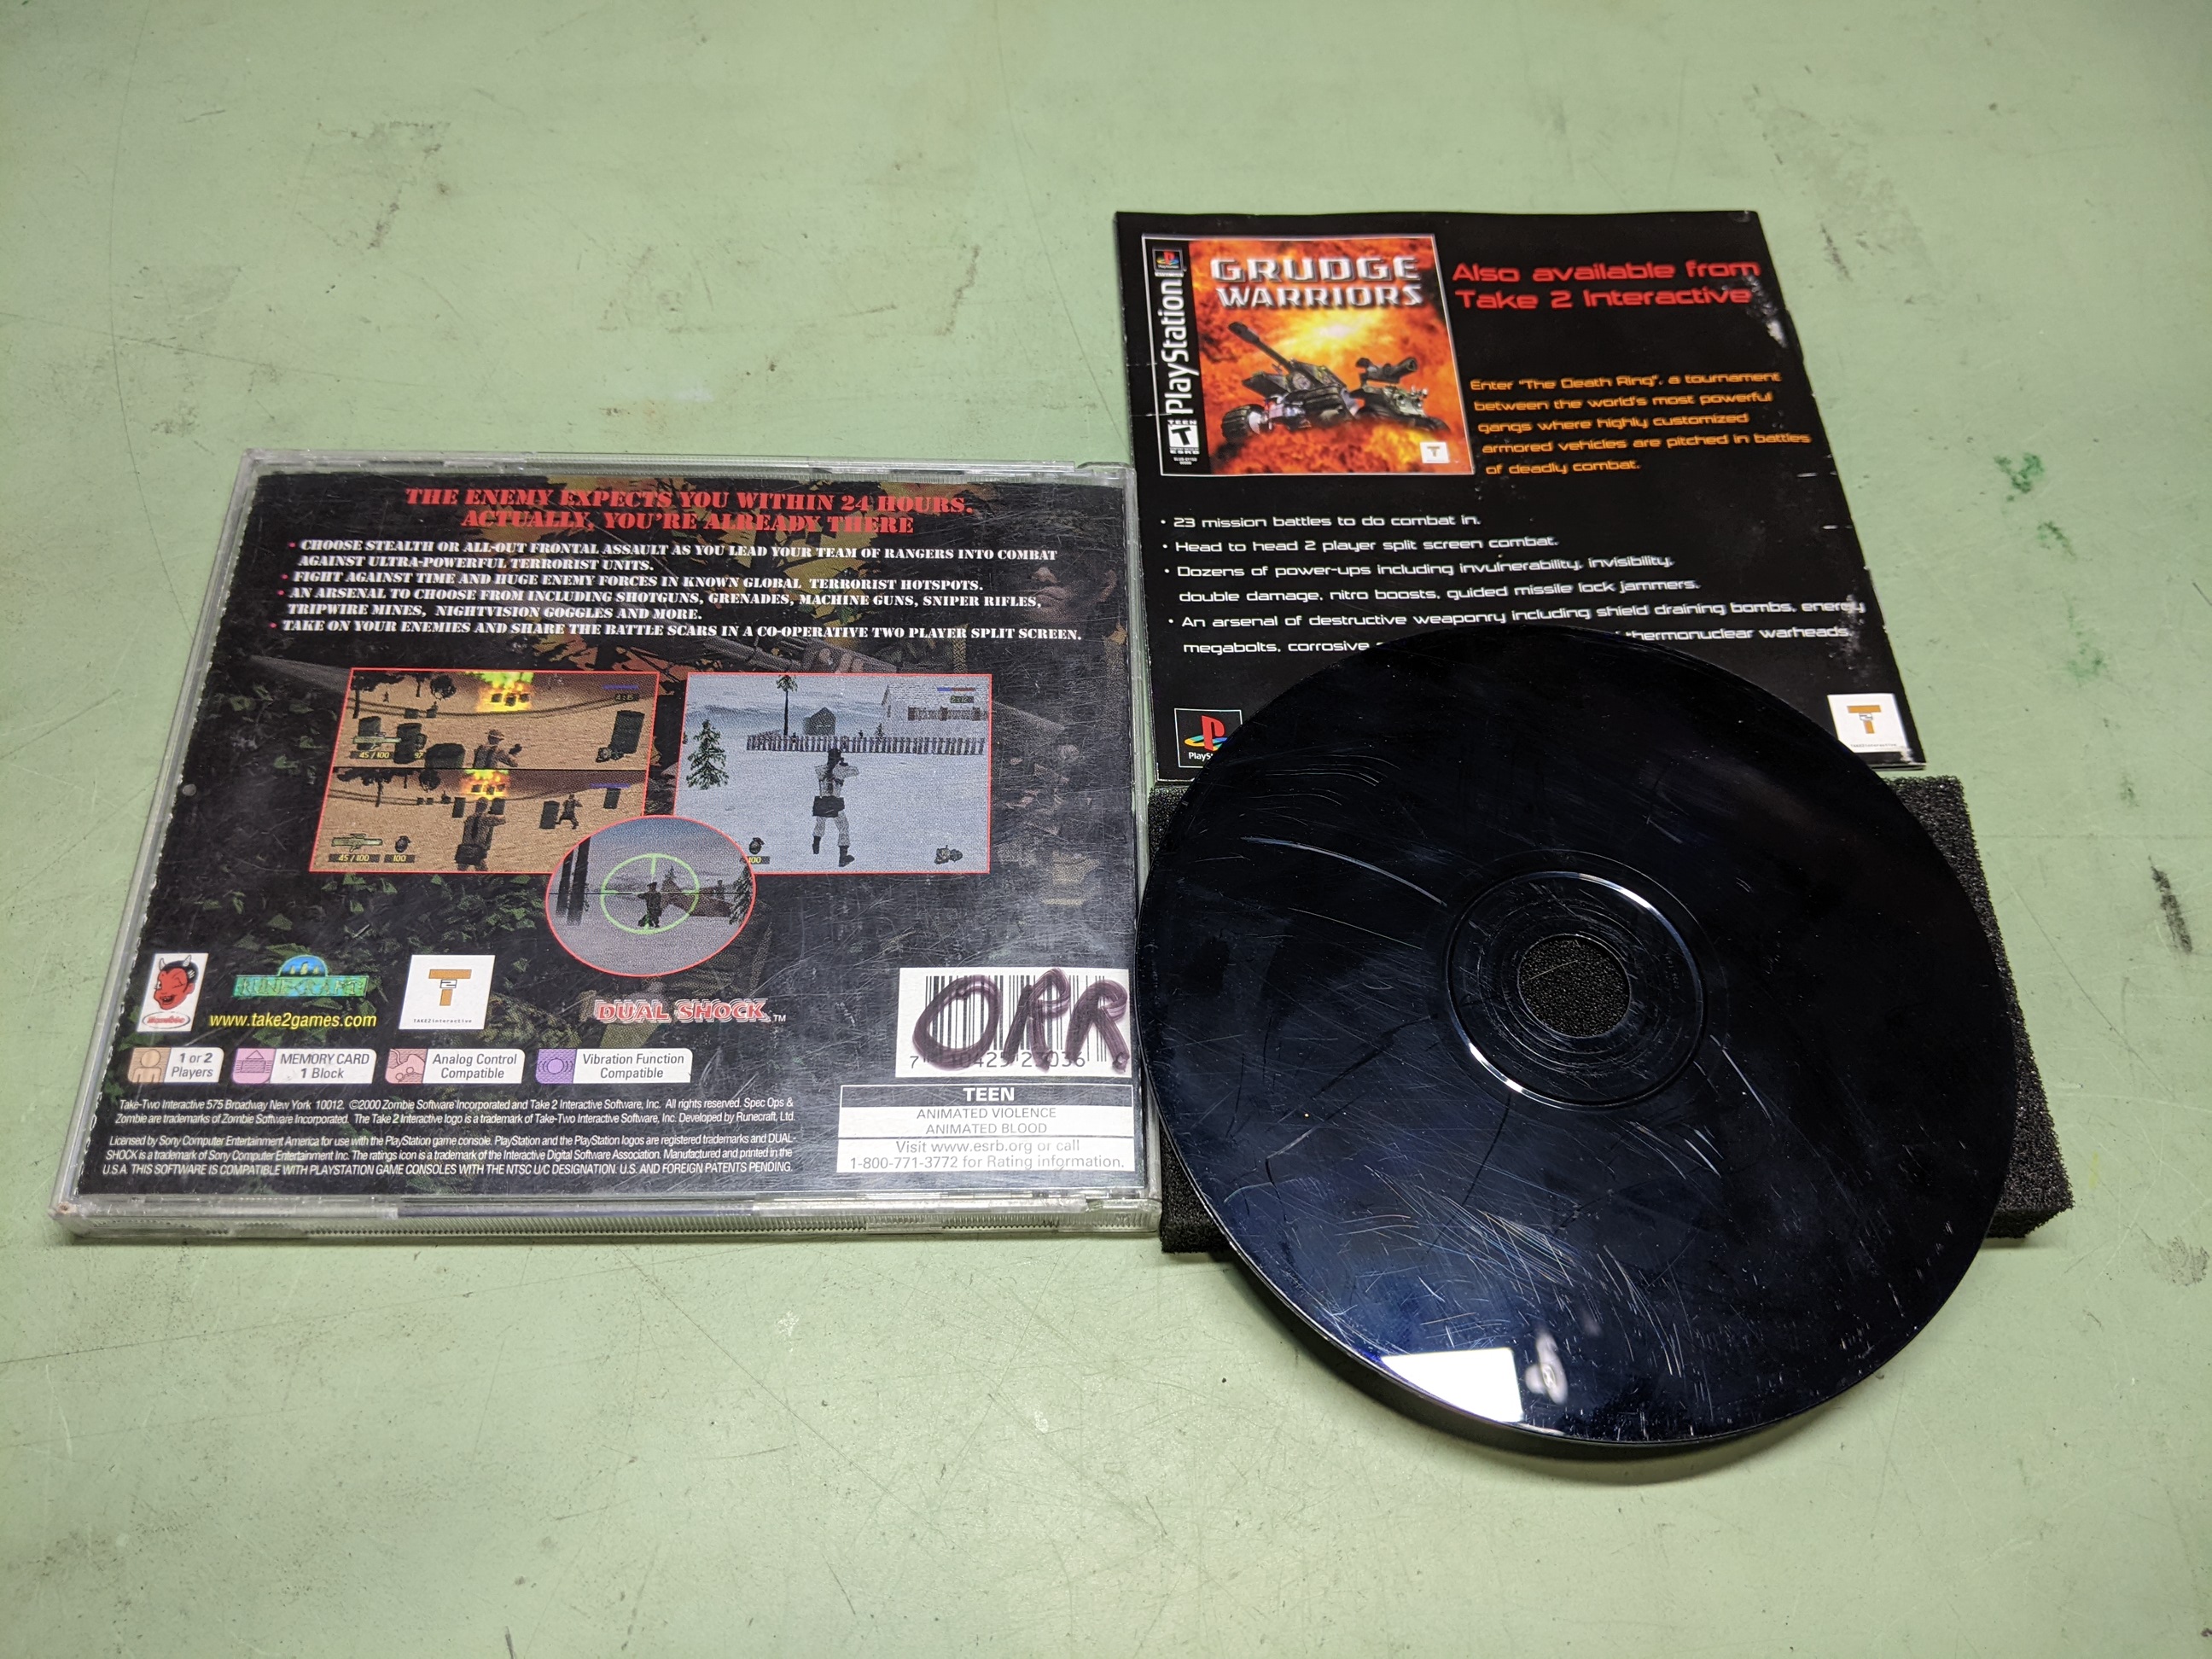 THE ENEMY EXPECTS YOU WITHIN 24 HOURS.
ACTUALLY, YOU'RE ALREADY THERE
• CHOOSE STEALTH OR ALL-OUT FRONTAL ASSAULT AS YOU LEAD YOUR TEAM OF RANGERS INTO COMBAT
AGAINST ULTRA-POWERFUL TERRORIST UNITS.
• FIGHT AGAINST TIME AND HUGE ENEMY FORCES IN KNOWN GLOBAL TERRORIST HOTSPOTS.
• AN ARSENAL TO CHOOSE FROM INCLUDING SHOTGUNS, GRENADES, MACHINE GUNS, SNIPER RIFLES,
TRIPWIRE MINES, NIGHTVISION GOGGLES AND MORE.
• TAKE ON YOUR ENEMIES AND SHARE THE BATTLE SCARS IN A CO-OPERATIVE TWO PLAYER SPLIT SCREEN.
45 / 100
45 / 100
100
100
www.take2games.com
T
2
TAKE2Interactive
DUAL SHOCK™
ORR
1 or 2
Players
MEMORY CARD
1 Block
Analog Control
Compatible
Vibration Function
Compatible
TEEN
ANIMATED VIOLENCE
ANIMATED BLOOD
Visit www.esrb.org or call
1-800-771-3772 for Rating information.
Take-Two Interactive 575 Broadway New York 10012. ©2000 Zombie Software Incorporated and Take 2 Interactive Software, Inc. All rights reserved. Spec Ops &
Zombie are trademarks of Zombie Software Incorporated. The Take 2 Interactive logo is a trademark of Take-Two Interactive Software, Inc. Developed by Runecraft, Ltd.
Licensed by Sony Computer Entertainment America for use with the PlayStation game console. PlayStation and the PlayStation logos are registered trademarks and DUAL-
SHOCK is a trademark of Sony Computer Entertainment Inc. The ratings icon is a trademark of the Interactive Digital Software Association. Manufactured and printed in the
U.S.A. THIS SOFTWARE IS COMPATIBLE WITH PLAYSTATION GAME CONSOLES WITH THE NTSC U/C DESIGNATION. U.S. AND FOREIGN PATENTS PENDING.
PlayStation
TEEN
T
ESRB
GRUDGE
WARRIORS
T
Also available from
Take 2 Interactive
Enter "The Death Ring", a tournament
between the world's most powerful
gangs where highly customized
armored vehicles are pitched in battles
of deadly combat.
• 23 mission battles to do combat in.
• Head to head 2 player split screen combat.
• Dozens of power-ups including invulnerability, invisibility,
double damage, nitro boosts, guided missile lock jammers.
• An arsenal of destructive weaponry including shield draining bombs, energy
megabolts, corrosive thermonuclear warheads
PlayS
T
2
TAKE2Interactive